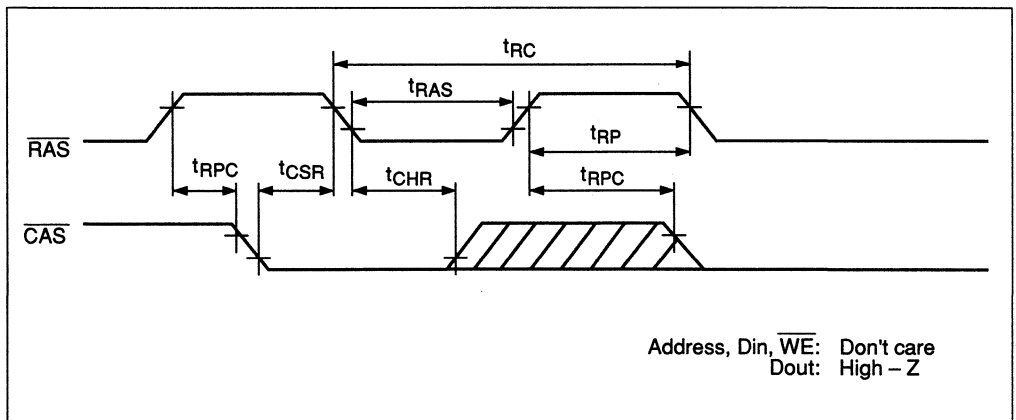 tRC
tRAS
RAS
tRP
tRPC
tCSR
tCHR
tRPC
CAS
Address, Din, WE: Don't care
Dout: High – Z